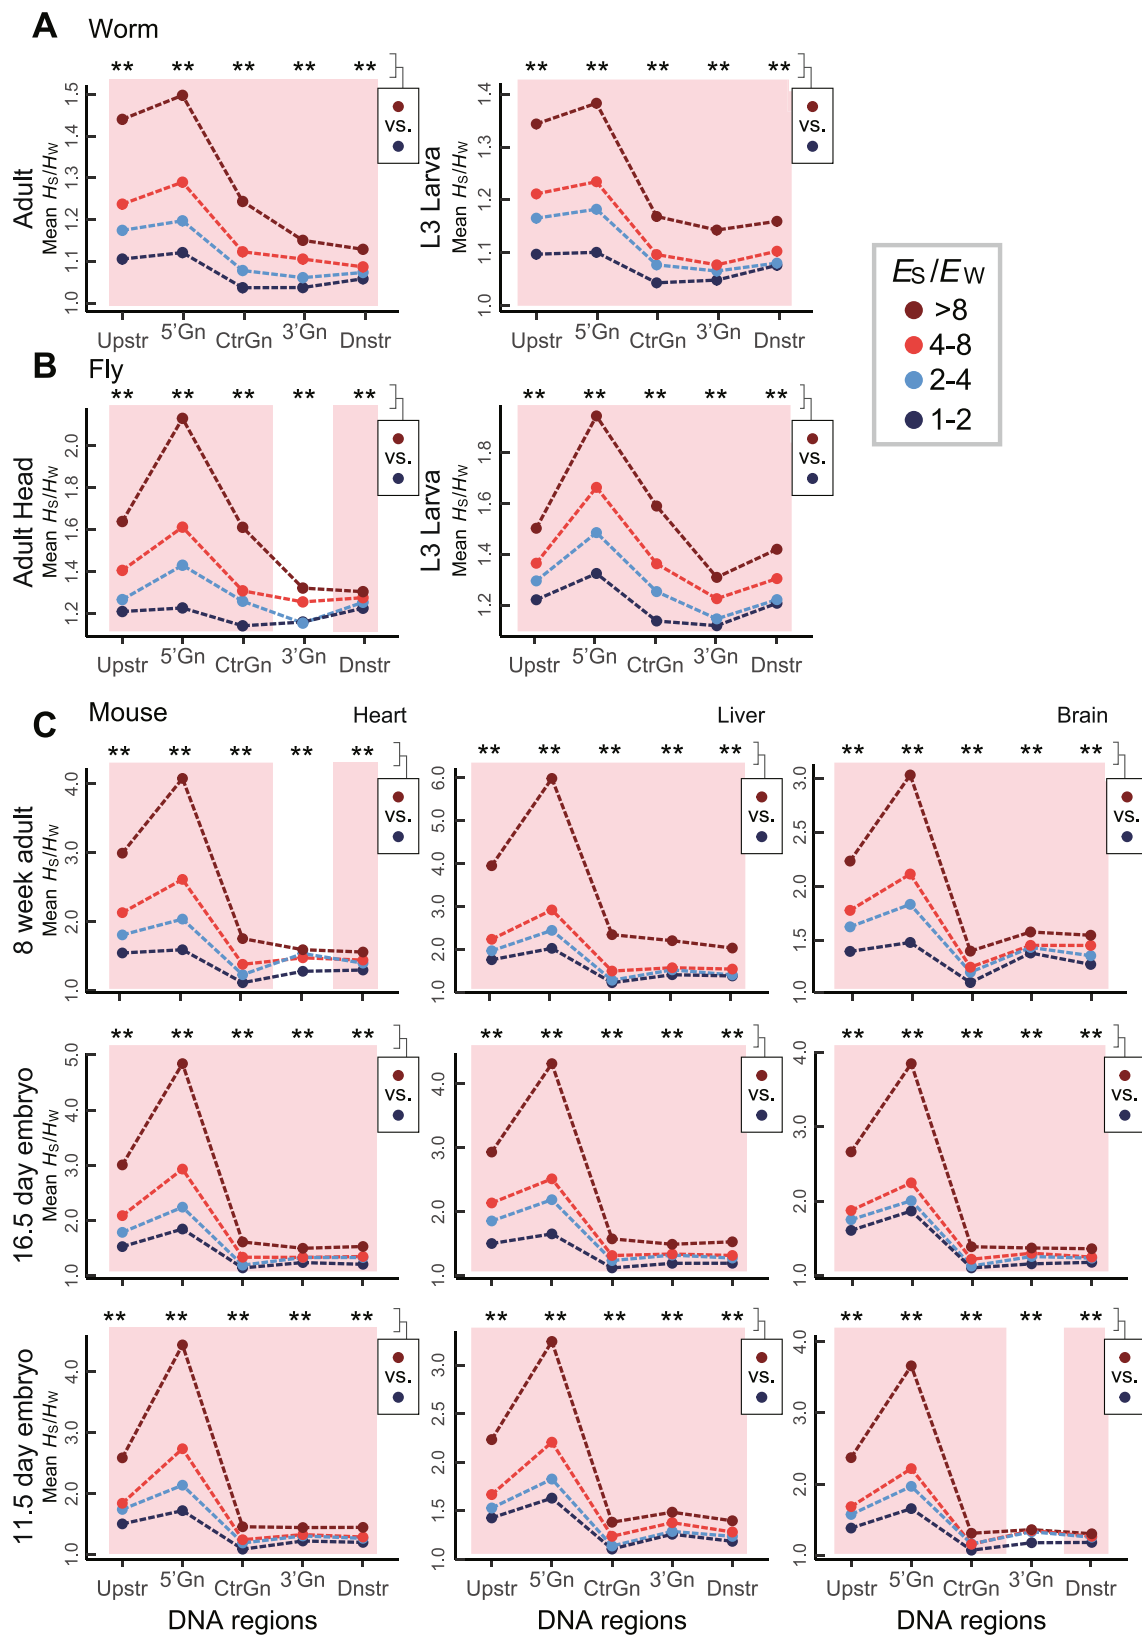 A Worm
** ** ** ** **
** ** ** ** **
Adult
Mean HS/HW
1.0 1.1 1.2 1.3 1.4 1.5
vs.
L3 Larva
Mean HS/HW
1.0 1.1 1.2 1.3 1.4
vs.
Upstr 5’Gn CtrGn 3’Gn Dnstr
Upstr 5’Gn CtrGn 3’Gn Dnstr
ES/EW
>8
4-8
2-4
1-2
B Fly
** ** ** ** **
** ** ** ** **
Adult Head
Mean HS/HW
1.2 1.4 1.6 1.8 2.0
vs.
L3 Larva
Mean HS/HW
1.2 1.4 1.6 1.8
vs.
Upstr 5’Gn CtrGn 3’Gn Dnstr
Upstr 5’Gn CtrGn 3’Gn Dnstr
C Mouse
Heart Liver Brain
** ** ** ** **
** ** ** ** **
** ** ** ** **
8 week adult
Mean HS/HW
1.0 2.0 3.0 4.0
vs.
1.0 2.0 3.0 4.0 5.0 6.0
vs.
1.0 1.5 2.0 2.5 3.0
vs.
** ** ** ** **
** ** ** ** **
** ** ** ** **
16.5 day embryo
Mean HS/HW
1.0 2.0 3.0 4.0 5.0
vs.
1.0 2.0 3.0 4.0
vs.
1.0 2.0 3.0 4.0
vs.
** ** ** ** **
** ** ** ** **
** ** ** ** **
11.5 day embryo
Mean HS/HW
1.0 2.0 3.0 4.0
vs.
1.0 1.5 2.0 2.5 3.0
vs.
1.0 2.0 3.0 4.0
vs.
Upstr 5’Gn CtrGn 3’Gn Dnstr
Upstr 5’Gn CtrGn 3’Gn Dnstr
Upstr 5’Gn CtrGn 3’Gn Dnstr
DNA regions
DNA regions
DNA regions